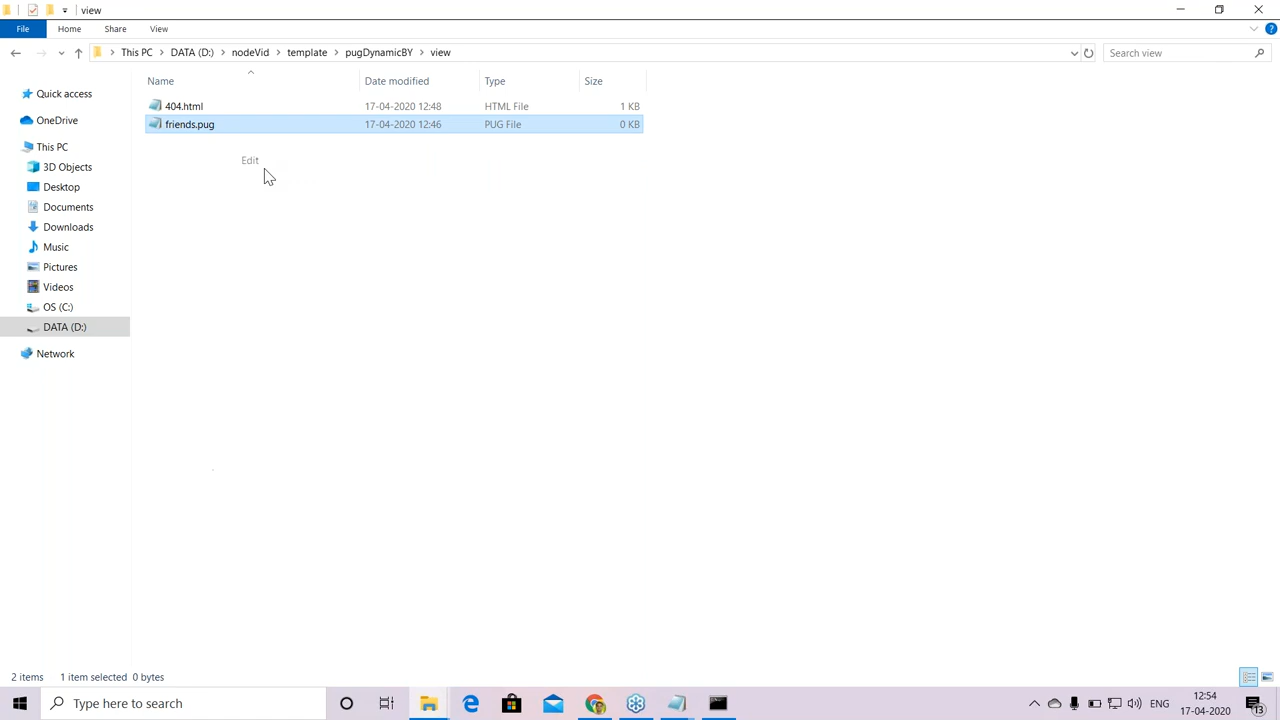 view
File Home Share View
This PC DATA (D:) nodeVid template pugDynamicBY view
Search view
Name Date modified Type Size
Quick access
404.html 17-04-2020 12:48 HTML File 1 KB
OneDrive
friends.pug 17-04-2020 12:46 PUG File 0 KB
This PC
Edit
3D Objects
Desktop
Documents
Downloads
Music
Pictures
Videos
OS (C:)
DATA (D:)
Network
2 items 1 item selected 0 bytes
Type here to search
ENG
12:54
17-04-2020
13